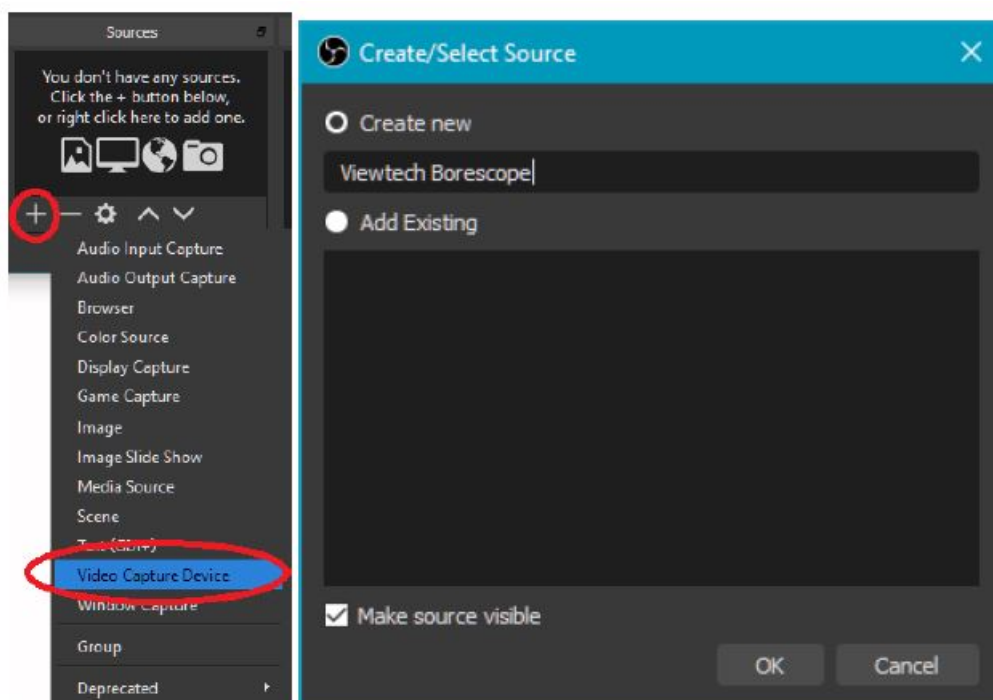 Sources
You don't have any sources.
Click the + button below,
or right click here to add one.
Audio Input Capture
Audio Output Capture
Browser
Color Source
Display Capture
Game Capture
Image
Image Slide Show
Media Source
Scene
Text (GDI+)
Video Capture Device
Window Capture
Group
Deprecated
Create/Select Source
Create new
Viewtech Borescope
Add Existing
Make source visible
OK
Cancel